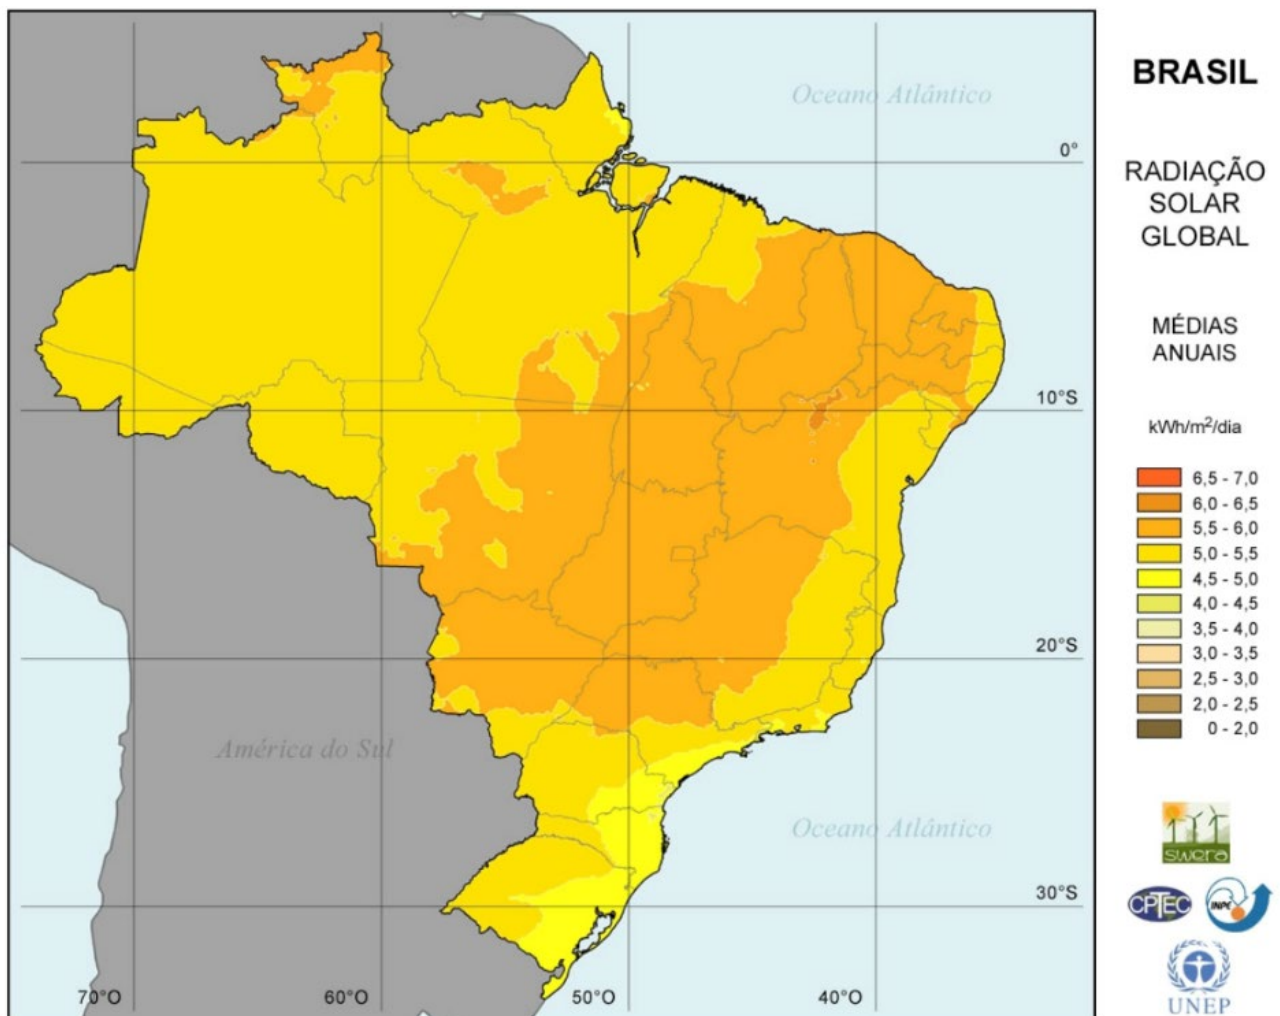 BRASIL
RADIAÇÃO
SOLAR
GLOBAL
MÉDIAS
ANUAIS
kWh/m²/dia
6,5 - 7,0
6,0 - 6,5
5,5 - 6,0
5,0 - 5,5
4,5 - 5,0
4,0 - 4,5
3,5 - 4,0
3,0 - 3,5
2,5 - 3,0
2,0 - 2,5
0 - 2,0
swera
CPTEC
INPE
UNEP
Oceano Atlântico
0°
10°S
20°S
América do Sul
Oceano Atlântico
30°S
70°O
60°O
50°O
40°O